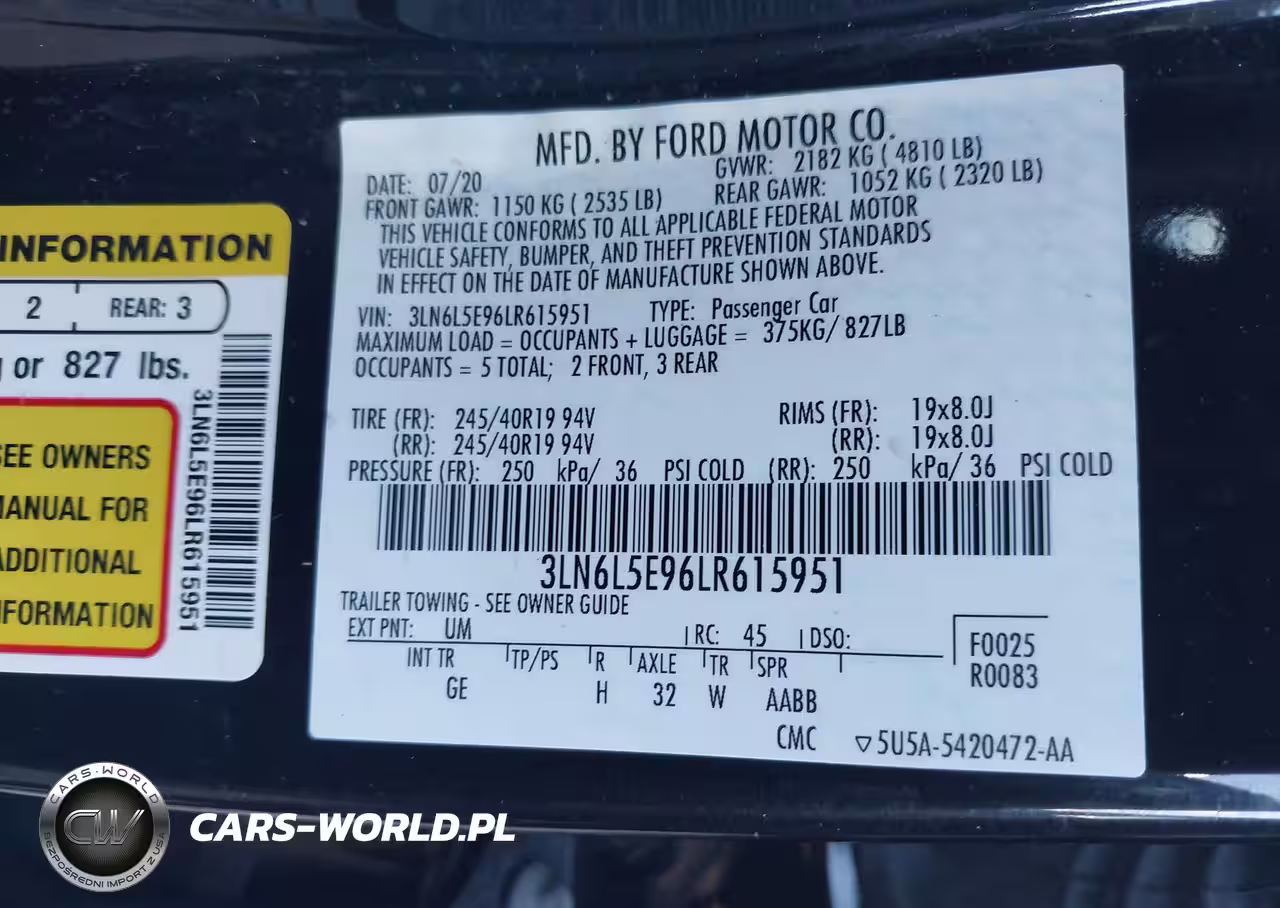 INFORMATION
2 REAR: 3
or 827 lbs.
SEE OWNERS
MANUAL FOR
ADDITIONAL
INFORMATION
3LN6L5E96LR615951
MFD. BY FORD MOTOR CO.
DATE: 07/20 GVWR: 2182 KG ( 4810 LB)
FRONT GAWR: 1150 KG ( 2535 LB) REAR GAWR: 1052 KG ( 2320 LB)
THIS VEHICLE CONFORMS TO ALL APPLICABLE FEDERAL MOTOR
VEHICLE SAFETY, BUMPER, AND THEFT PREVENTION STANDARDS
IN EFFECT ON THE DATE OF MANUFACTURE SHOWN ABOVE.
VIN: 3LN6L5E96LR615951 TYPE: Passenger Car
MAXIMUM LOAD = OCCUPANTS + LUGGAGE = 375KG/ 827LB
OCCUPANTS = 5 TOTAL; 2 FRONT, 3 REAR
TIRE (FR): 245/40R19 94V RIMS (FR): 19x8.0J
(RR): 245/40R19 94V (RR): 19x8.0J
PRESSURE (FR): 250 kPa/ 36 PSI COLD (RR): 250 kPa/ 36 PSI COLD
3LN6L5E96LR615951
TRAILER TOWING - SEE OWNER GUIDE
EXT PNT: UM RC: 45 DSO: F0025
INT TR TP/PS R AXLE TR SPR R0083
GE H 32 W AABB
CMC ▽5U5A-5420472-AA
CARS-WORLD
CW
BEZPOŚREDNI IMPORT Z USA
CARS-WORLD.PL